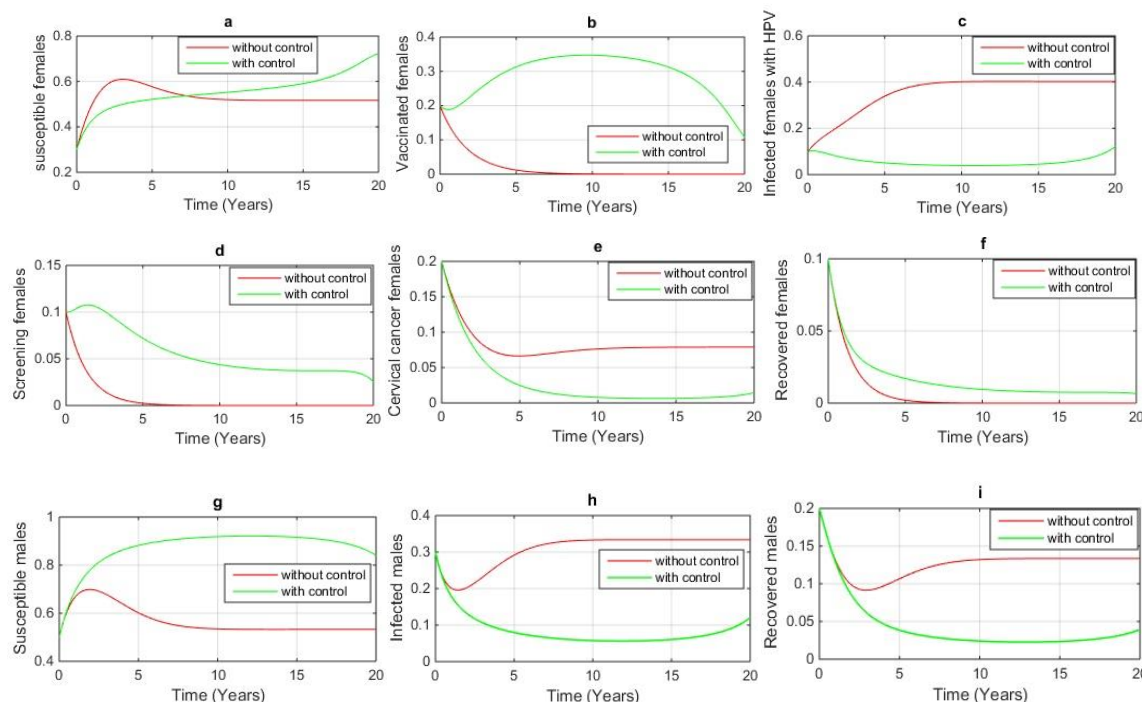 a
susceptible females
0.8
0.6
0.4
0.2
0
5
10
15
20
Time (Years)
without control
with control
b
Vaccinated females
0.4
0.3
0.2
0.1
0
0
5
10
15
20
Time (Years)
without control
with control
c
Infected females with HPV
0.6
0.4
0.2
0
0
5
10
15
20
Time (Years)
without control
with control
d
Screening females
0.15
0.1
0.05
0
0
5
10
15
20
Time (Years)
without control
with control
e
Cervical cancer females
0.2
0.15
0.1
0.05
0
0
5
10
15
20
Time (Years)
without control
with control
f
Recovered females
0.1
0.05
0
0
5
10
15
20
Time (Years)
without control
with control
g
Susceptible males
1
0.8
0.6
0.4
0
5
10
15
20
Time (Years)
without control
with control
h
Infected males
0.4
0.3
0.2
0.1
0
0
5
10
15
20
Time (Years)
without control
with control
i
Recovered males
0.2
0.15
0.1
0.05
0
0
5
10
15
20
Time (Years)
without control
with control